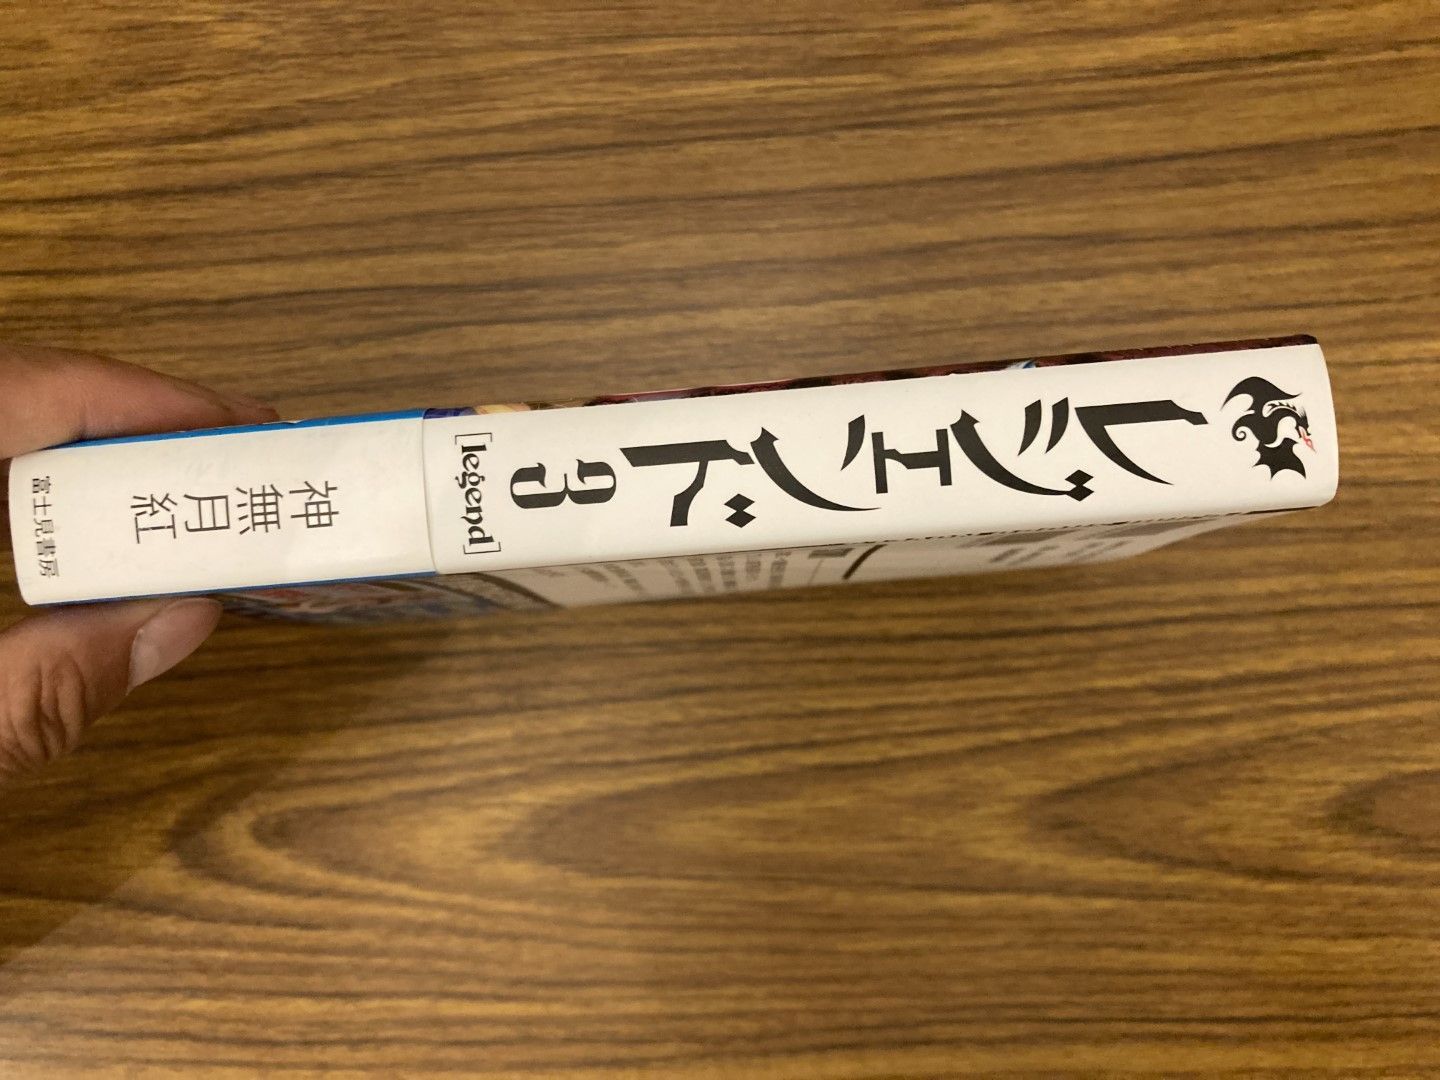 レジェンド
3
[legend]
神無月紅
富士見書房